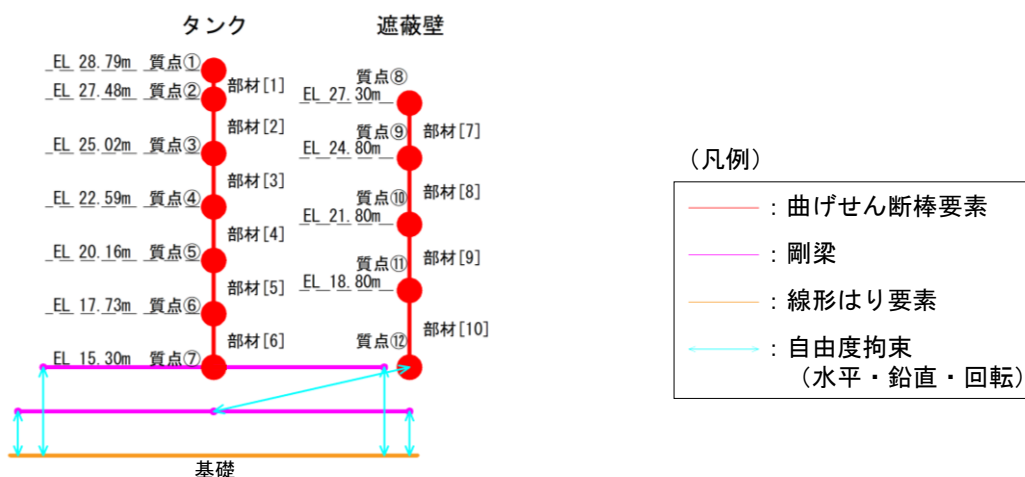 タンク
EL 28.79m 質点①
部材[1]
EL 27.48m 質点②
部材[2]
EL 25.02m 質点③
部材[3]
EL 22.59m 質点④
部材[4]
EL 20.16m 質点⑤
部材[5]
EL 17.73m 質点⑥
部材[6]
EL 15.30m 質点⑦
遮蔽壁
質点⑧
EL 27.30m
部材[7]
質点⑨
EL 24.80m
部材[8]
質点⑩
EL 21.80m
部材[9]
質点⑪
EL 18.80m
部材[10]
質点⑫
基礎
(凡例)
:曲げせん断棒要素
:剛梁
:線形はり要素
:自由度拘束
(水平・鉛直・回転)